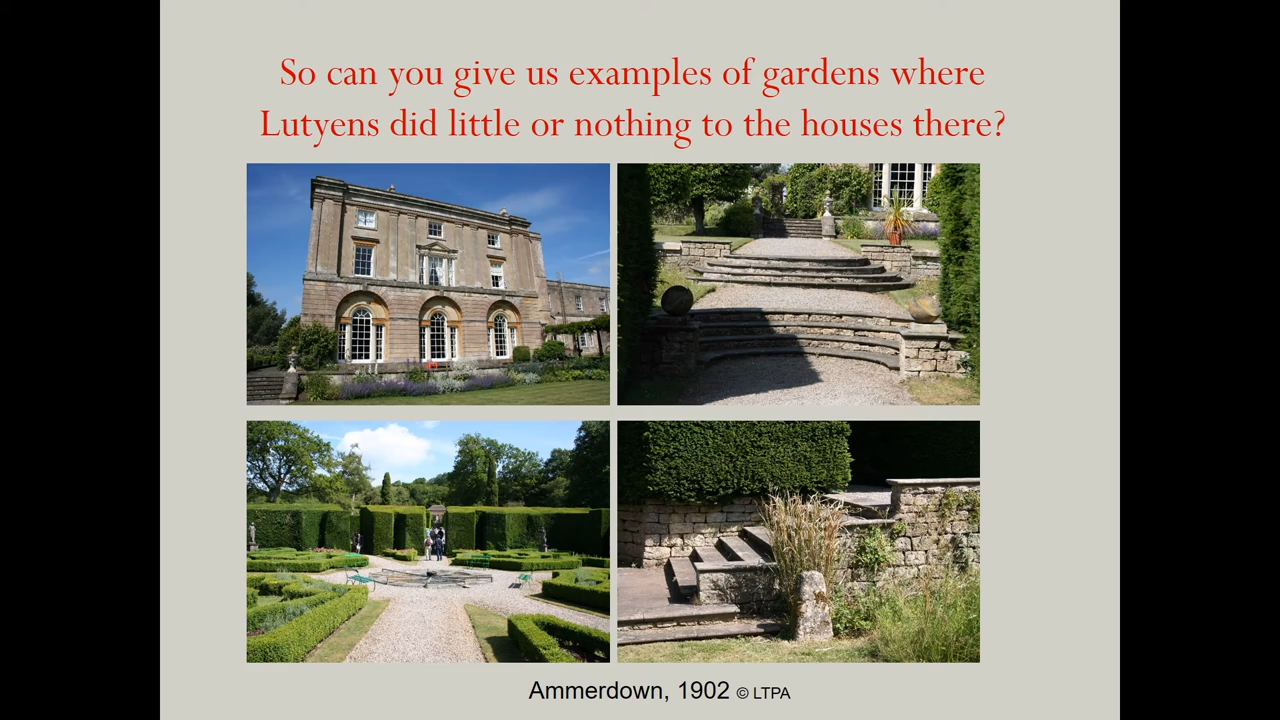 So can you give us examples of gardens where
Lutyens did little or nothing to the houses there?
Ammerdown, 1902 © LTPA